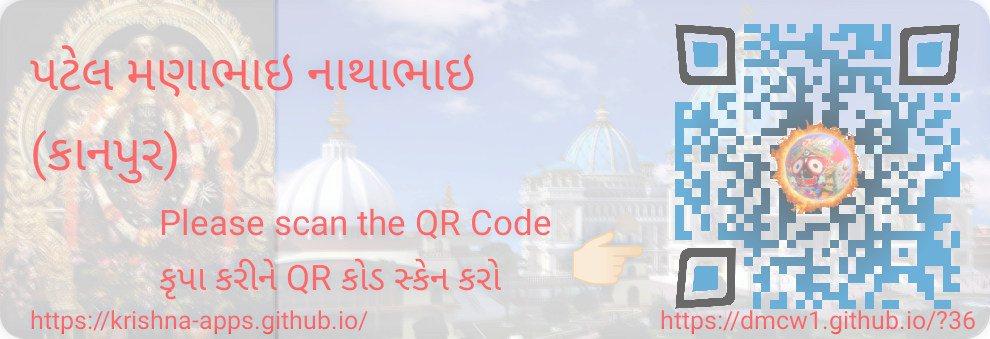 પટેલ મણાભાઇ નાથાભાઇ
(કાનપુર)
Please scan the QR Code
કૃપા કરીને QR કોડ સ્કેન કરો
https://krishna-apps.github.io/
https://dmcw1.github.io/?36